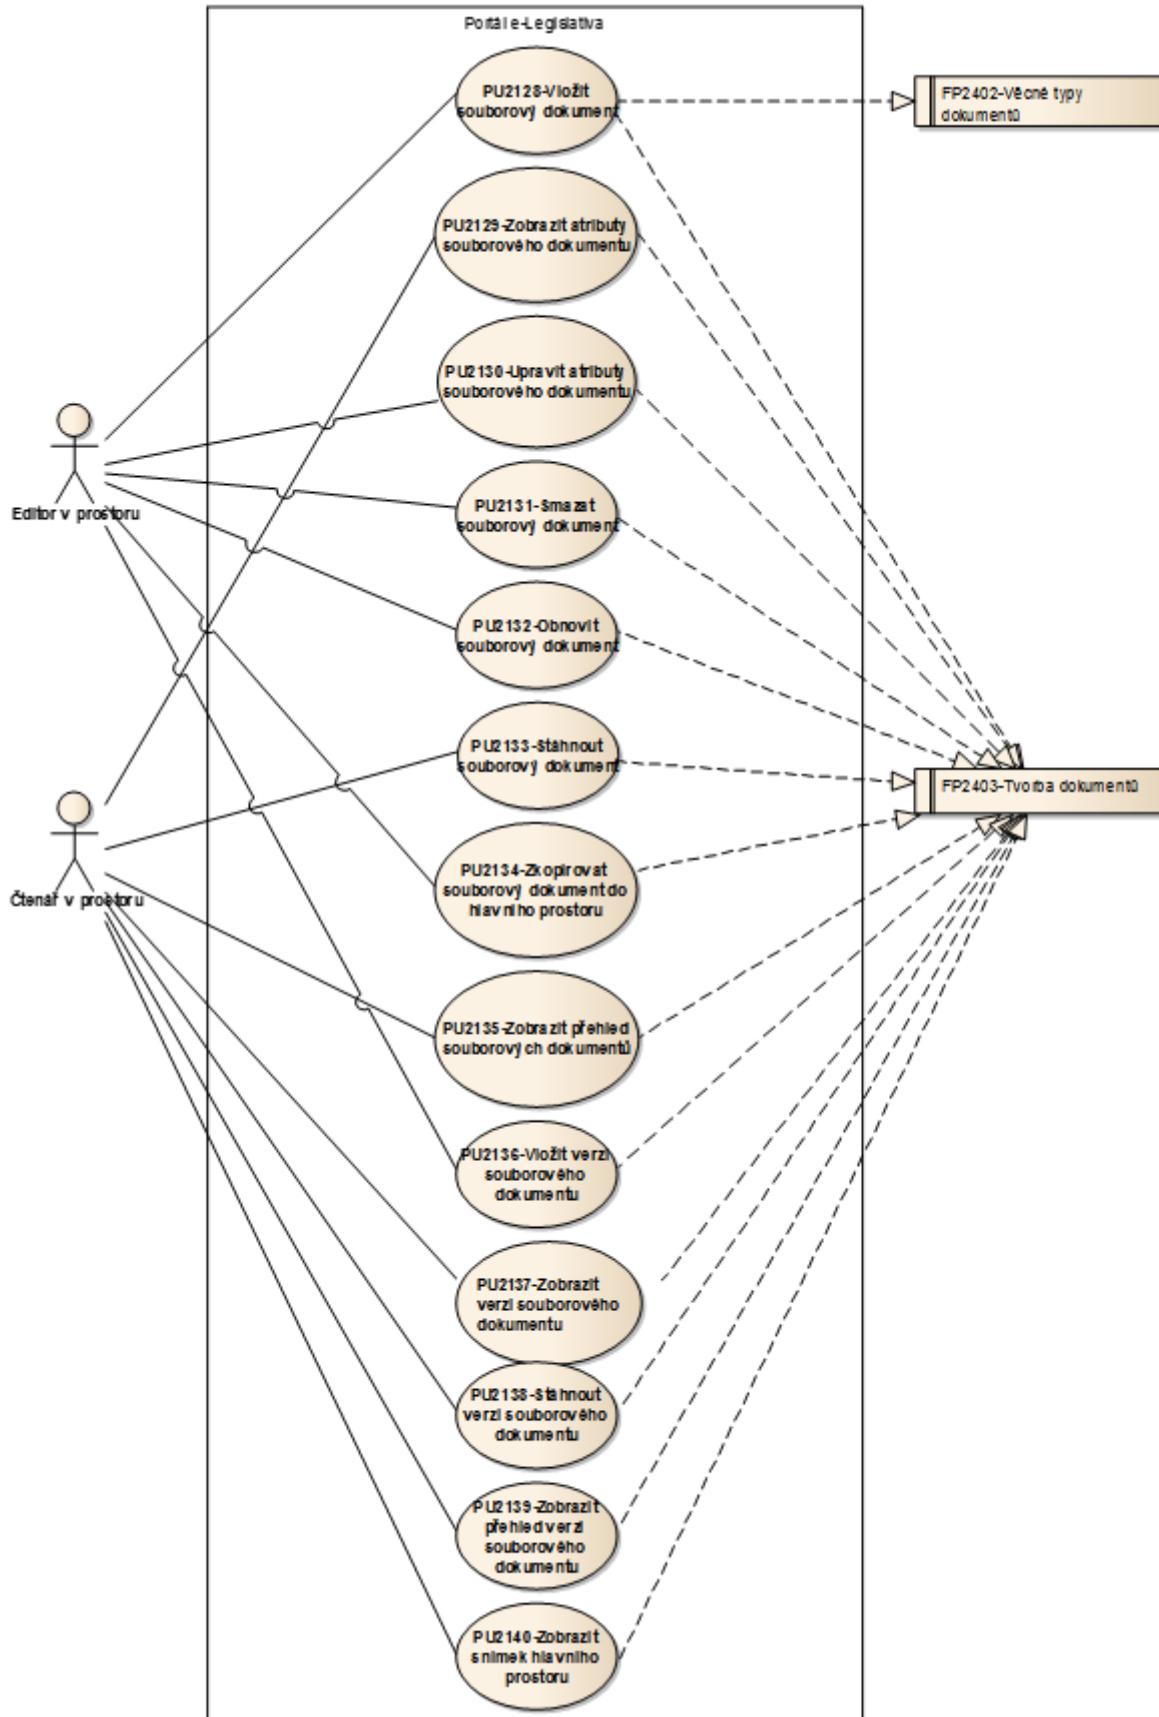 Portál e-Legislativa
PU2128-Vložit
souborový dokument
FP2402-Věcné typy
dokumentů
PU2129-Zobrazit atributy
souborového dokumentu
PU2130-Upravit atributy
souborového dokumentu
Editor v prostoru
PU2131-Smazat
souborový dokument
PU2132-Obnovit
souborový dokument
PU2133-Stáhnout
souborový dokument
FP2403-Tvorba dokumentů
Čtenář v prostoru
PU2134-Zkopírovat
souborový dokument do
hlavního prostoru
PU2135-Zobrazit přehled
souborových dokumentů
PU2136-Vložit verzi
souborového
dokumentu
PU2137-Zobrazit
verzi souborového
dokumentu
PU2138-Stáhnout
verzi souborového
dokumentu
PU2139-Zobrazit
přehled verzí
souborového
dokumentu
PU2140-Zobrazit
snímek hlavního
prostoru